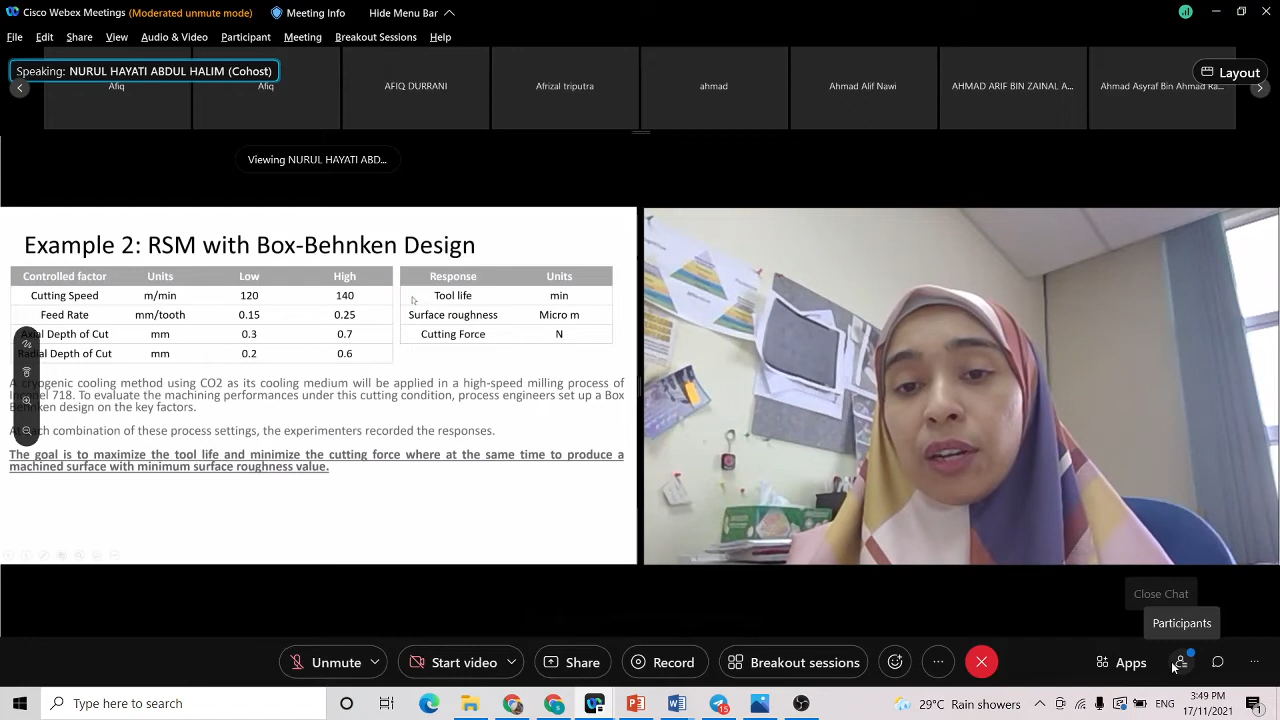 Cisco Webex Meetings (Moderated unmute mode) Meeting Info Hide Menu Bar
File Edit Share View Audio & Video Participant Meeting Breakout Sessions Help
Speaking: NURUL HAYATI ABDUL HALIM (Cohost)
Layout
Afiq Afiq AFIQ DURRANI Afrizal triputra ahmad Ahmad Alif Nawi AHMAD ARIF BIN ZAINAL A... Ahmad Asyraf Bin Ahmad Ra...
Viewing NURUL HAYATI ABD...
Example 2: RSM with Box-Behnken Design
Controlled factor Units Low High Response Units
Cutting Speed m/min 120 140 Tool life min
Feed Rate mm/tooth 0.15 0.25 Surface roughness Micro m
Axial Depth of Cut mm 0.3 0.7 Cutting Force N
Radial Depth of Cut mm 0.2 0.6
A cryogenic cooling method using CO2 as its cooling medium will be applied in a high-speed milling process of
Inconel 718. To evaluate the machining performances under this cutting condition, process engineers set up a Box
Behnken design on the key factors.
At each combination of these process settings, the experimenters recorded the responses.
The goal is to maximize the tool life and minimize the cutting force where at the same time to produce a
machined surface with minimum surface roughness value.
Close Chat
Participants
Unmute Start video Share Record Breakout sessions Apps
Type here to search 15 29°C Rain showers ENG 3:49 PM
17/11/2021